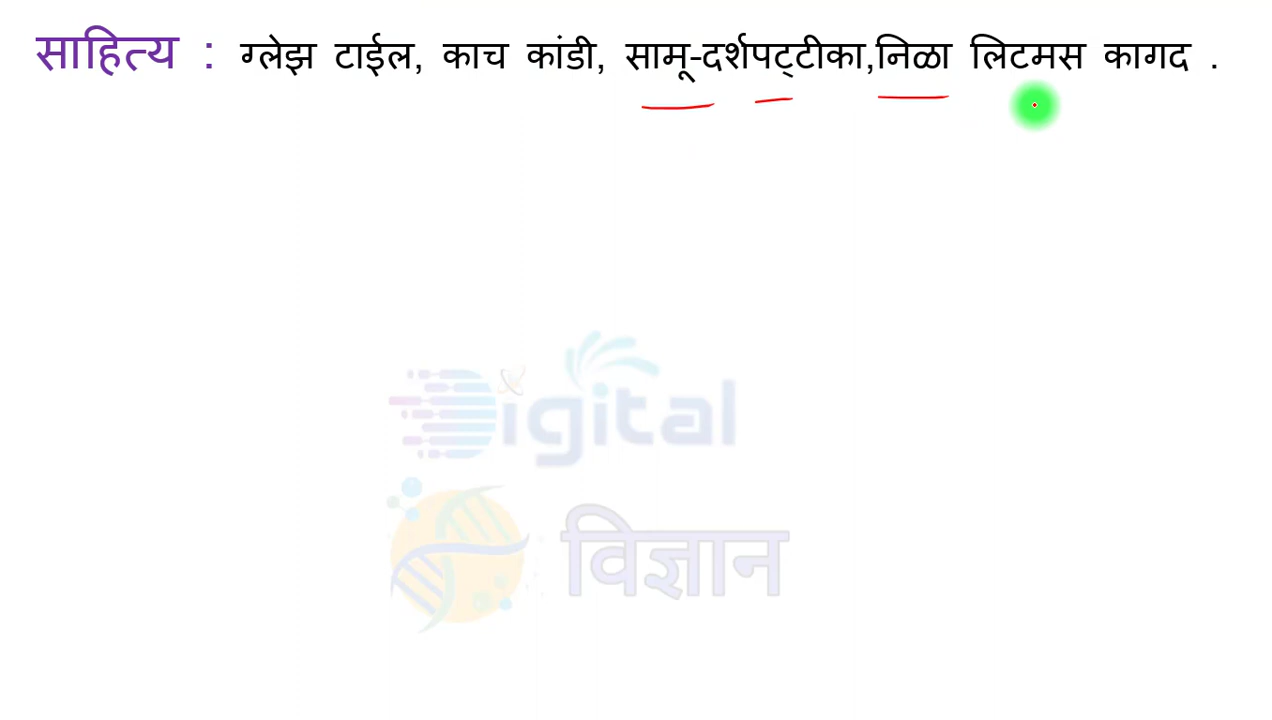 साहित्य : ग्लेझ टाईल, काच कांडी, सामू-दर्शपट्टीका,निळा लिटमस कागद .
Digital
विज्ञान